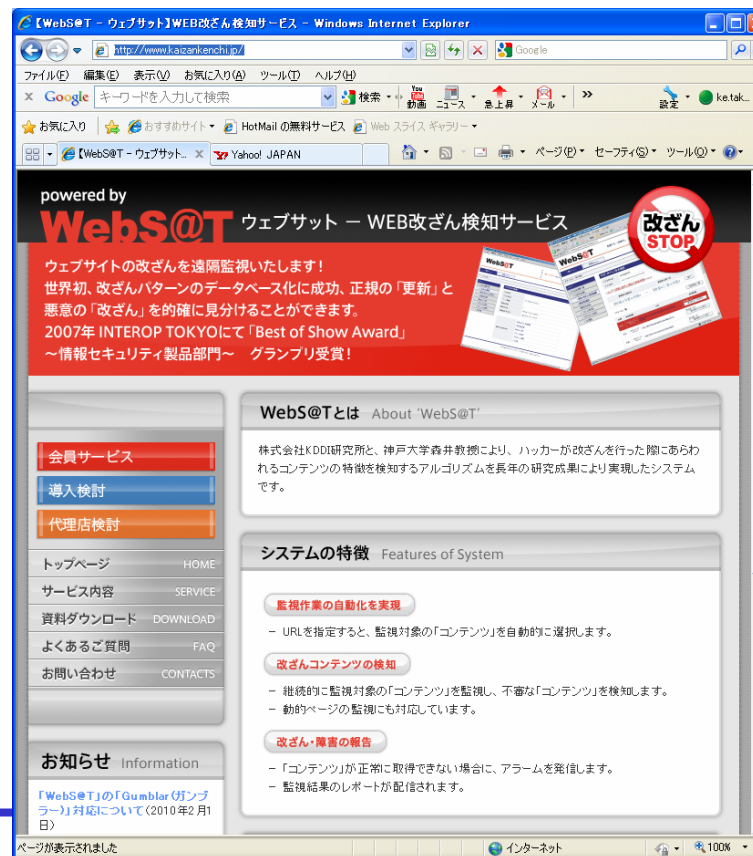 【WebS@T - ウェブサット】WEB改ざん検知サービス - Windows Internet Explorer
http://www.kaizankenchi.jp/
Google
ファイル(F) 編集(E) 表示(V) お気に入り(A) ツール(T) ヘルプ(H)
x Google キーワードを入力して検索 検索 You 動画 ニュース 急上昇 メール » 設定 ke.tak...
お気に入り おすすめサイト HotMail の無料サービス Web スライス ギャラリー
【WebS@T - ウェブサット... x Yahoo! JAPAN ページ(P) セーフティ(S) ツール(O)
powered by
WebS@T ウェブサット － WEB改ざん検知サービス
改ざん
STOP
ウェブサイトの改ざんを遠隔監視いたします！
世界初、改ざんパターンのデータベース化に成功、正規の「更新」と
悪意の「改ざん」を的確に見分けることができます。
2007年 INTEROP TOKYOにて「Best of Show Award」
～情報セキュリティ製品部門～ グランプリ受賞！
WebS@T
WebS@T
会員サービス
導入検討
代理店検討
トップページ HOME
サービス内容 SERVICE
資料ダウンロード DOWNLOAD
よくあるご質問 FAQ
お問い合わせ CONTACTS
お知らせ Information
「WebS@T」の「Gumblar(ガンブ
ラー)」対応について(2010年2月1
日)
WebS@Tとは About 'WebS@T'
株式会社KDDI研究所と、神戸大学森井教授により、ハッカーが改ざんを行った際にあらわ
れるコンテンツの特徴を検知するアルゴリズムを長年の研究成果により実現したシステム
です。
システムの特徴 Features of System
監視作業の自動化を実現
－ URLを指定すると、監視対象の「コンテンツ」を自動的に選択します。
改ざんコンテンツの検知
－ 継続的に監視対象の「コンテンツ」を監視し、不審な「コンテンツ」を検知します。
－ 動的ページの監視にも対応しています。
改ざん・障害の報告
－ 「コンテンツ」が正常に取得できない場合に、アラームを発信します。
－ 監視結果のレポートが配信されます。
ページが表示されました インターネット 100%